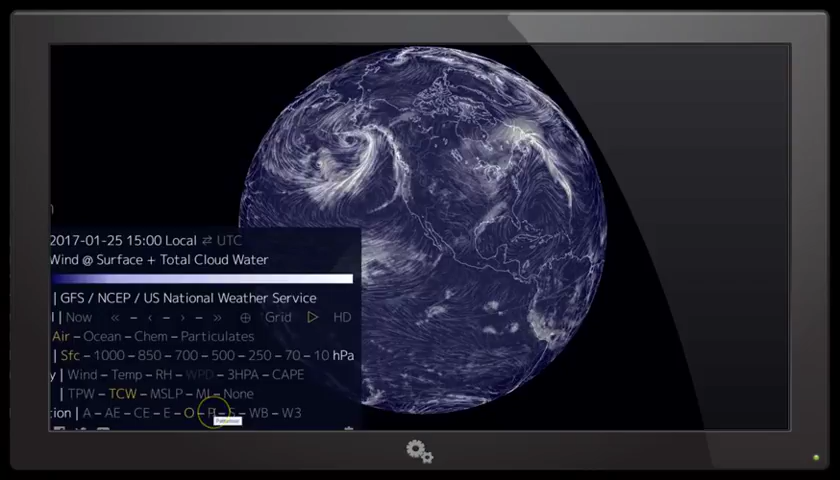 2017-01-25 15:00 Local ⇄ UTC
Wind @ Surface + Total Cloud Water
| GFS / NCEP / US National Weather Service
| Now « – ‹ – › – » ⊕ Grid ▷ HD
Air – Ocean – Chem – Particulates
| Sfc – 1000 – 850 – 700 – 500 – 250 – 70 – 10 hPa
| Wind – Temp – RH – WPD – 3HPA – CAPE
| TPW – TCW – MSLP – MI – None
| A – AE – CE – E – O – P – S – WB – W3